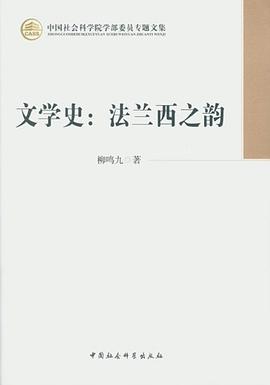 中国社会科学院学部委员专题文集
ZHONGGUOSHEHUIKEXUEYUAN XUEBUWEIYUAN ZHUANTI WENJI
CASS
文学史：法兰西之韵
柳鸣九◎著
中国社会科学出版社